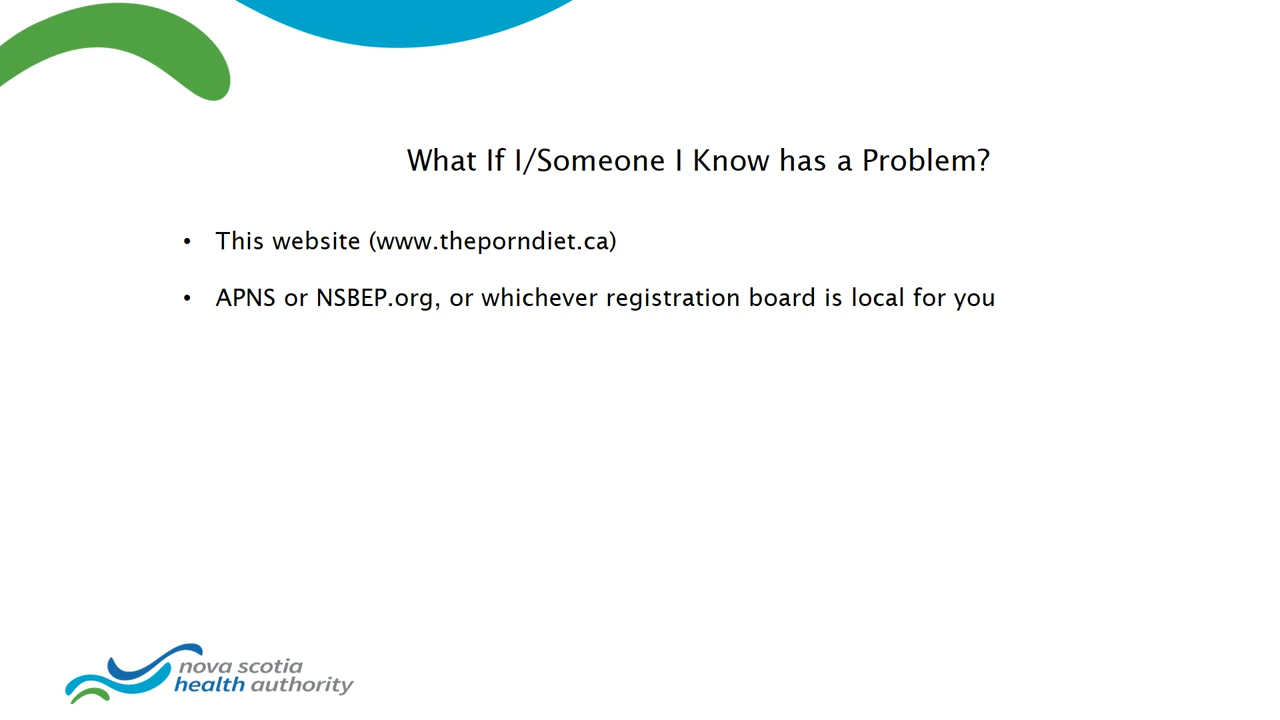 What If I/Someone I Know has a Problem?
• This website (www.theporndiet.ca)
• APNS or NSBEP.org, or whichever registration board is local for you
nova scotia
health authority